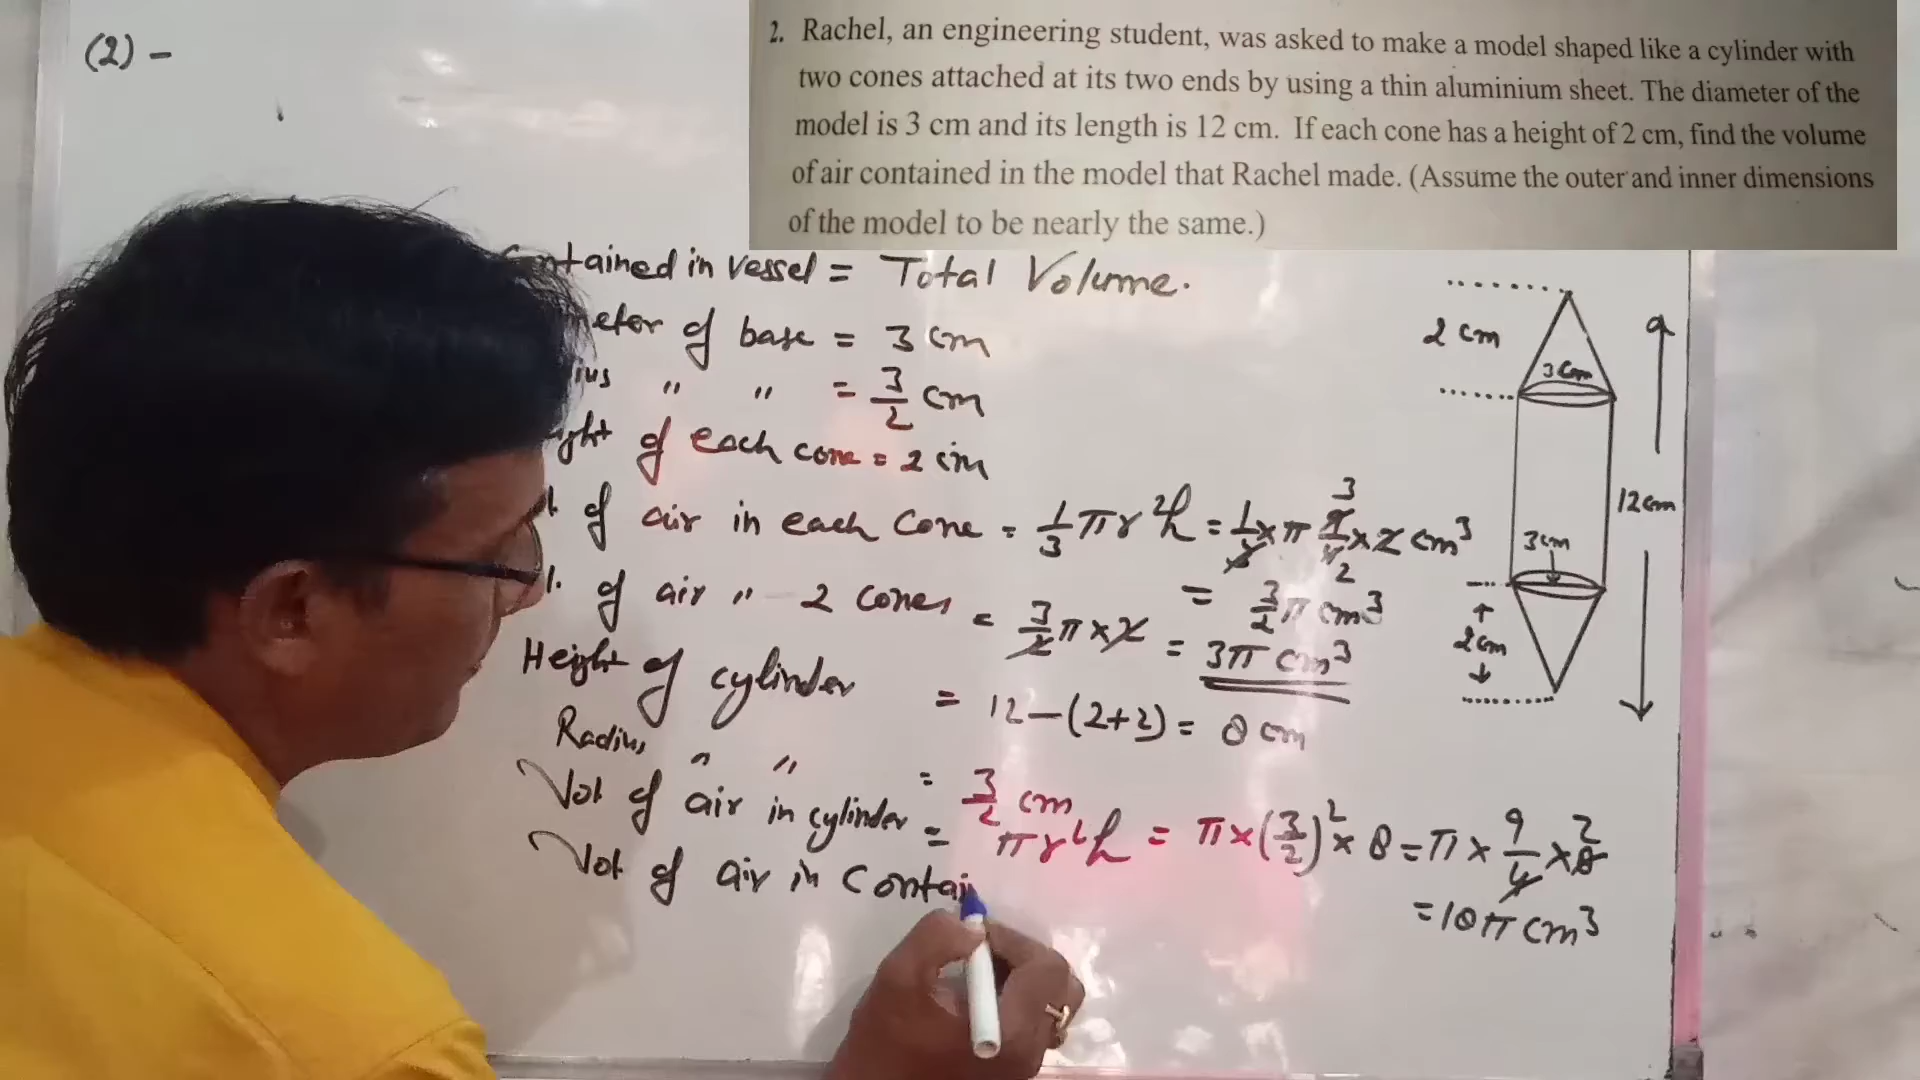 (2) -
2. Rachel, an engineering student, was asked to make a model shaped like a cylinder with
two cones attached at its two ends by using a thin aluminium sheet. The diameter of the
model is 3 cm and its length is 12 cm. If each cone has a height of 2 cm, find the volume
of air contained in the model that Rachel made. (Assume the outer and inner dimensions
of the model to be nearly the same.)
in Vessel = Total Volume.
of base = 3 cm
" " = 3/2 cm
of each cone = 2 cm
of air in each Cone = 1/3 πr²h = 1/3 × π 9/4 × 2 cm³
= 3/2 π cm³
of air " 2 Cones = 3/2 π × 2 = 3π cm³
Height of cylinder = 12 - (2+2) = 8 cm
Radius " " = 3/2 cm
Vol of air in cylinder = πr²h = π × (3/2)² × 8 = π × 9/4 × 8
= 18π cm³
Vol of air in Contai
2 cm
3 cm
12 cm
3 cm
2 cm